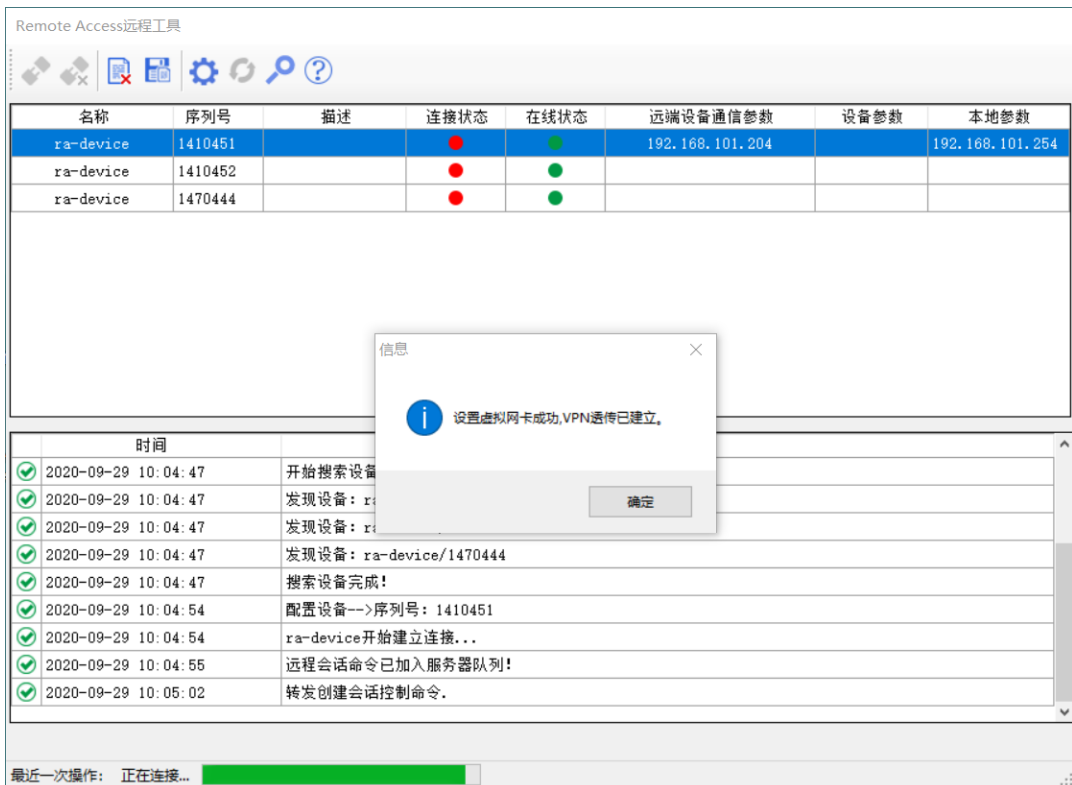 Remote Access远程工具
名称 序列号 描述 连接状态 在线状态 远端设备通信参数 设备参数 本地参数
ra-device 1410451 192.168.101.204 192.168.101.254
ra-device 1410452
ra-device 1470444
信息
设置虚拟网卡成功,VPN透传已建立。
确定
时间
2020-09-29 10:04:47 开始搜索设备
2020-09-29 10:04:47 发现设备: ra
2020-09-29 10:04:47 发现设备: ra
2020-09-29 10:04:47 发现设备: ra-device/1470444
2020-09-29 10:04:47 搜索设备完成!
2020-09-29 10:04:54 配置设备-->序列号: 1410451
2020-09-29 10:04:54 ra-device开始建立连接...
2020-09-29 10:04:55 远程会话命令已加入服务器队列!
2020-09-29 10:05:02 转发创建会话控制命令.
最近一次操作: 正在连接...